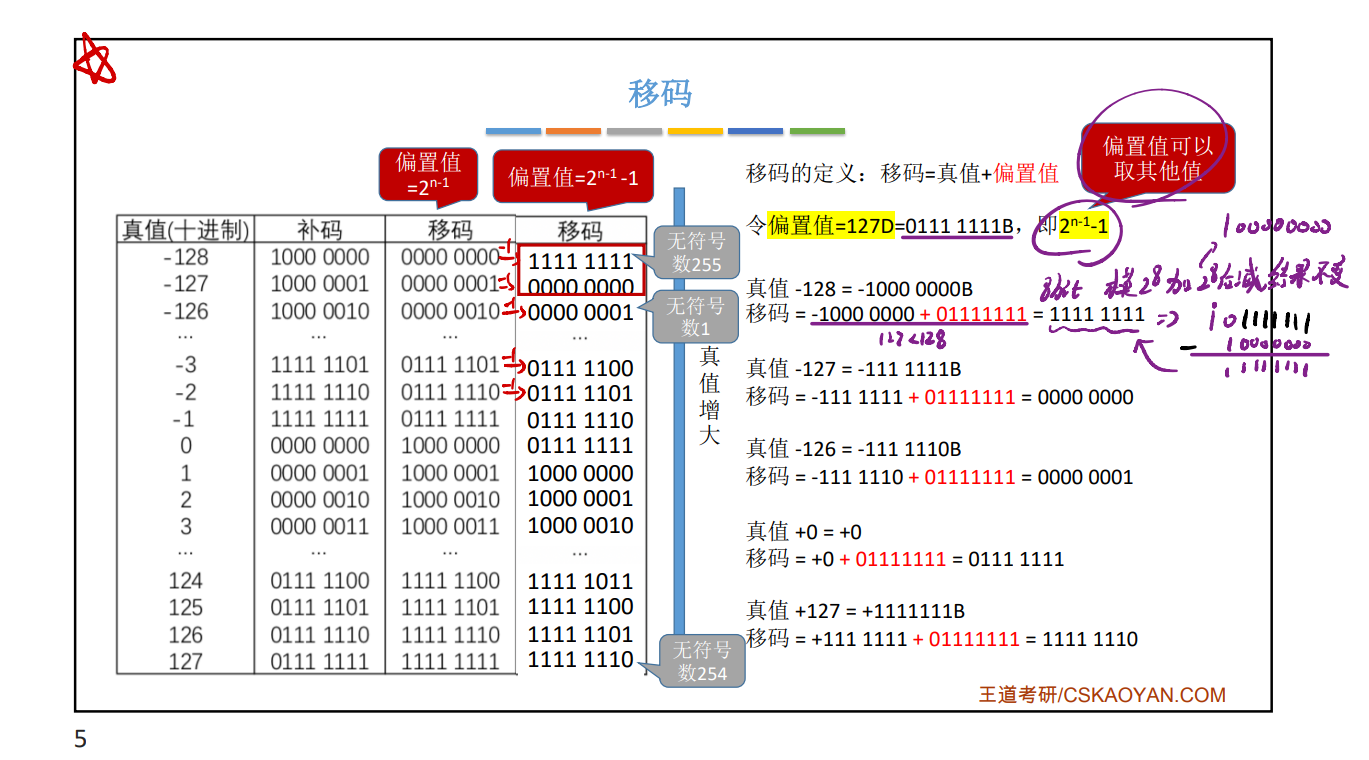 移码
偏置值
=2ⁿ⁻¹
偏置值=2ⁿ⁻¹ -1
偏置值可以
取其他值
移码的定义：移码=真值+偏置值
令偏置值=127D=0111 1111B，即2ⁿ⁻¹-1
真值(十进制) 补码 移码 移码
-128 1000 0000 0000 0000 1111 1111
-127 1000 0001 0000 0001 0000 0000
-126 1000 0010 0000 0010 0000 0001
... ... ... ...
-3 1111 1101 0111 1101 0111 1100
-2 1111 1110 0111 1110 0111 1101
-1 1111 1111 0111 1111 0111 1110
0 0000 0000 1000 0000 0111 1111
1 0000 0001 1000 0001 1000 0000
2 0000 0010 1000 0010 1000 0001
3 0000 0011 1000 0011 1000 0010
... ... ... ...
124 0111 1100 1111 1100 1111 1011
125 0111 1101 1111 1101 1111 1100
126 0111 1110 1111 1110 1111 1101
127 0111 1111 1111 1111 1111 1110
-1
-1
-1
-1
-1
无符号
数255
无符号
数1
无符号
数254
真
值
增
大
真值 -128 = -1000 0000B
移码 = -1000 0000 + 01111111 = 1111 1111
127<128
真值 -127 = -111 1111B
移码 = -111 1111 + 01111111 = 0000 0000
真值 -126 = -111 1110B
移码 = -111 1110 + 01111111 = 0000 0001
真值 +0 = +0
移码 = +0 + 01111111 = 0111 1111
真值 +127 = +1111111B
移码 = +111 1111 + 01111111 = 1111 1110
100000000
8bit 模2⁸ 加2⁸ 结果不变
⇒ 101111111
- 10000000
11111111
王道考研/CSKAOYAN.COM
5